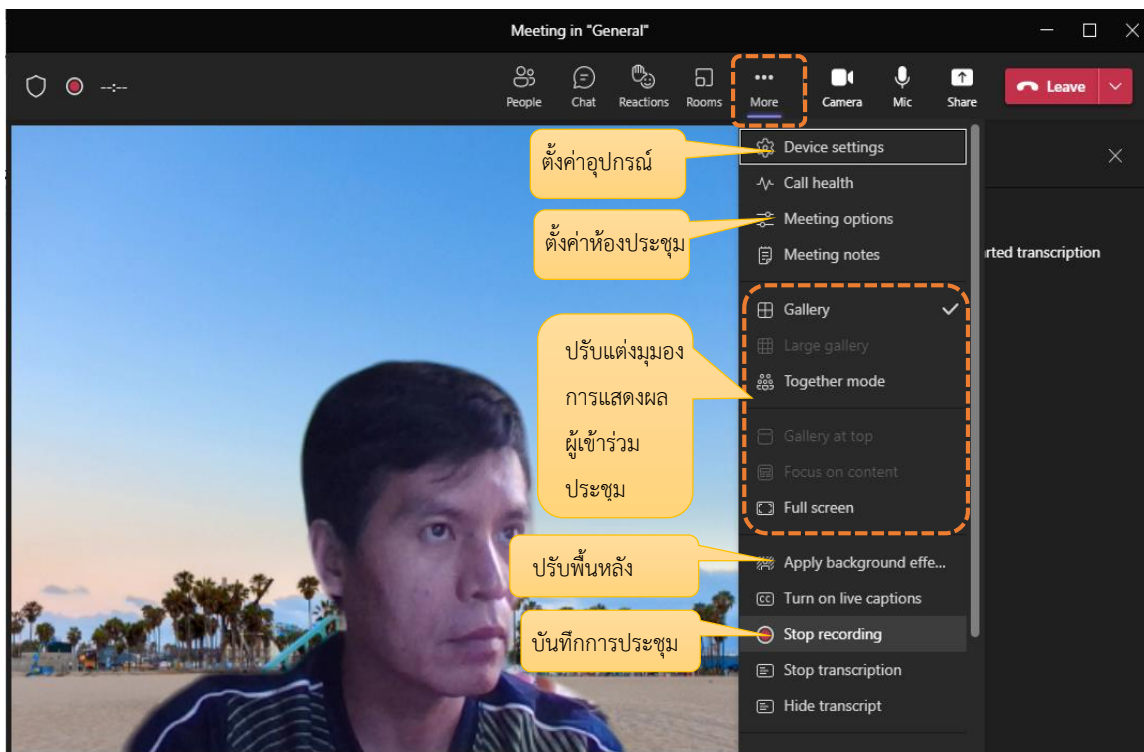 Meeting in "General"
--:--
People
Chat
Reactions
Rooms
More
Camera
Mic
Share
Leave
ตั้งค่าอุปกรณ์
Device settings
Call health
ตั้งค่าห้องประชุม
Meeting options
Meeting notes
rted transcription
Gallery
Large gallery
Together mode
ปรับแต่งมุมมอง
การแสดงผล
ผู้เข้าร่วม
ประชุม
Gallery at top
Focus on content
Full screen
ปรับพื้นหลัง
Apply background effe...
CC
Turn on live captions
บันทึกการประชุม
Stop recording
Stop transcription
Hide transcript